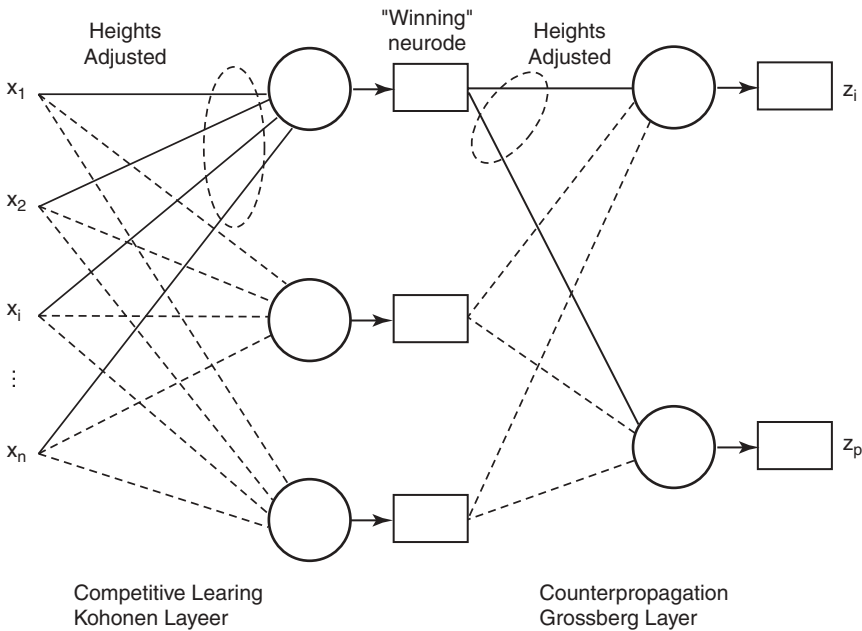 Heights
Adjusted
"Winning"
neurode
Heights
Adjusted
x1
x2
xi
⋮
xn
zi
zp
Competitive Learing
Kohonen Layeer
Counterpropagation
Grossberg Layer